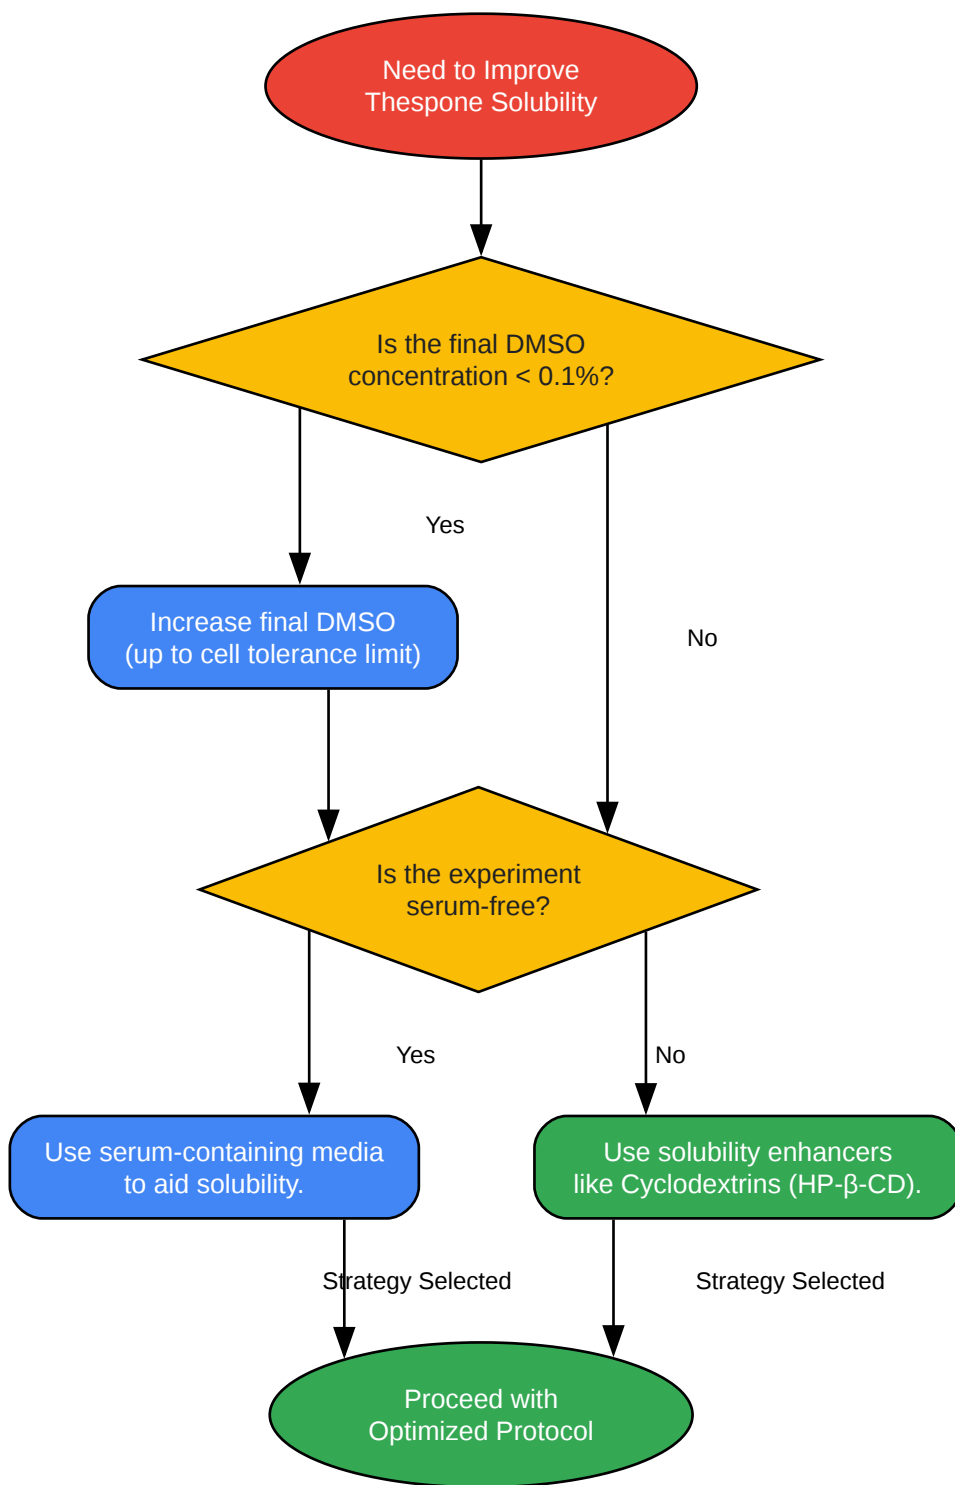 Need to Improve
Thespone Solubility
Is the final DMSO
concentration < 0.1%?
Yes
Increase final DMSO
(up to cell tolerance limit)
No
Is the experiment
serum-free?
Yes
No
Use serum-containing media
to aid solubility.
Use solubility enhancers
like Cyclodextrins (HP-β-CD).
Strategy Selected
Strategy Selected
Proceed with
Optimized Protocol